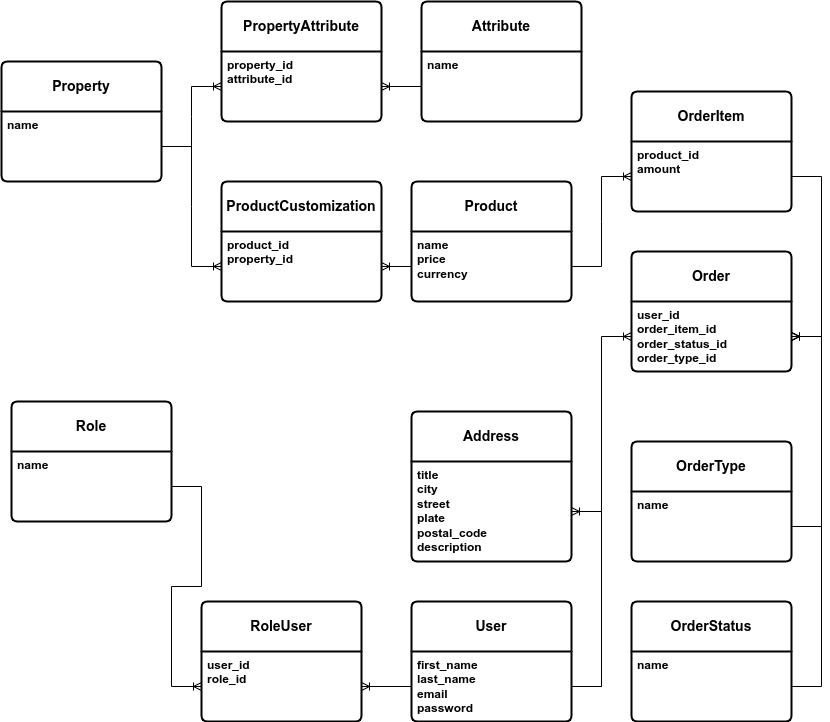 PropertyAttribute
property_id
attribute_id
Attribute
name
Property
name
OrderItem
product_id
amount
ProductCustomization
product_id
property_id
Product
name
price
currency
Order
user_id
order_item_id
order_status_id
order_type_id
Role
name
Address
title
city
street
plate
postal_code
description
OrderType
name
RoleUser
user_id
role_id
User
first_name
last_name
email
password
OrderStatus
name